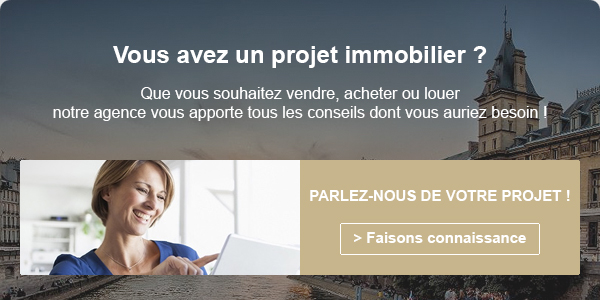 Vous avez un projet immobilier ?
Que vous souhaitez vendre, acheter ou louer
notre agence vous apporte tous les conseils dont vous auriez besoin !
PARLEZ-NOUS DE VOTRE PROJET !
> Faisons connaissance